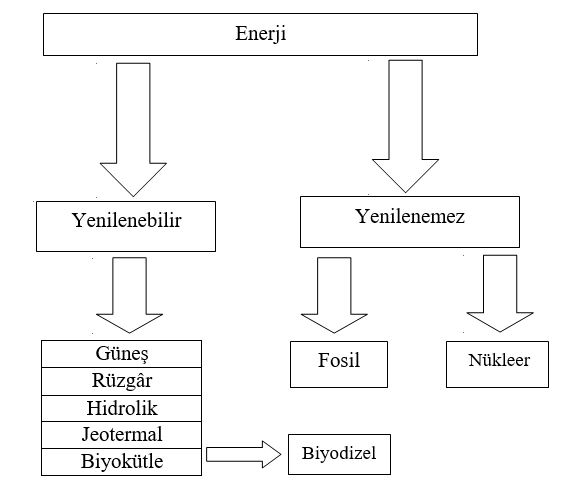 Enerji
Yenilenebilir
Yenilenemez
Güneş
Rüzgâr
Hidrolik
Jeotermal
Biyokütle
Fosil
Nükleer
Biyodizel